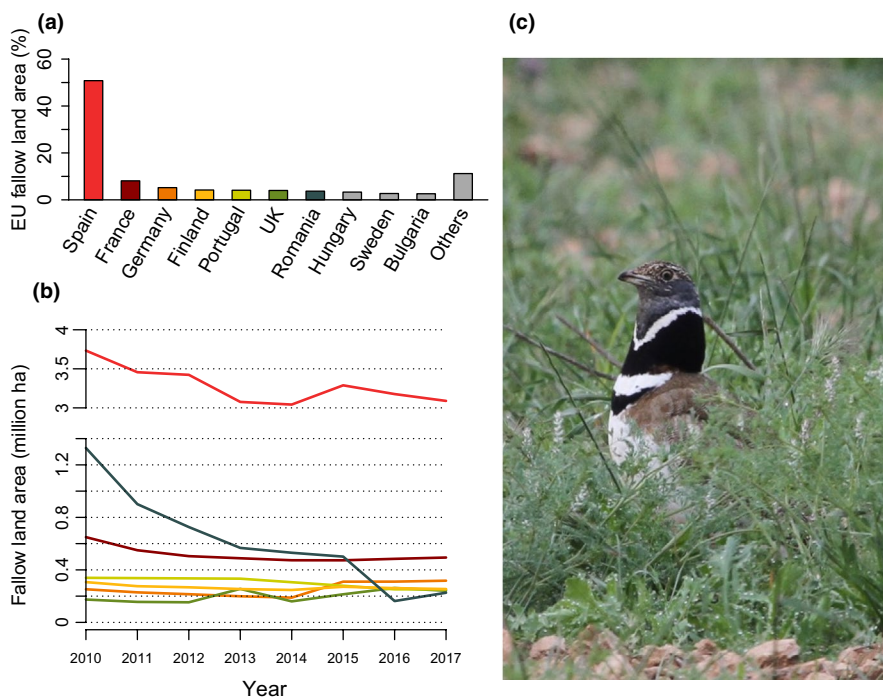 (a)
EU fallow land area (%)
60
40
20
0
Spain
France
Germany
Finland
Portugal
UK
Romania
Hungary
Sweden
Bulgaria
Others
(b)
Fallow land area (million ha)
4
3.5
3
1.2
0.8
0.4
0
2010
2011
2012
2013
2014
2015
2016
2017
Year
(c)